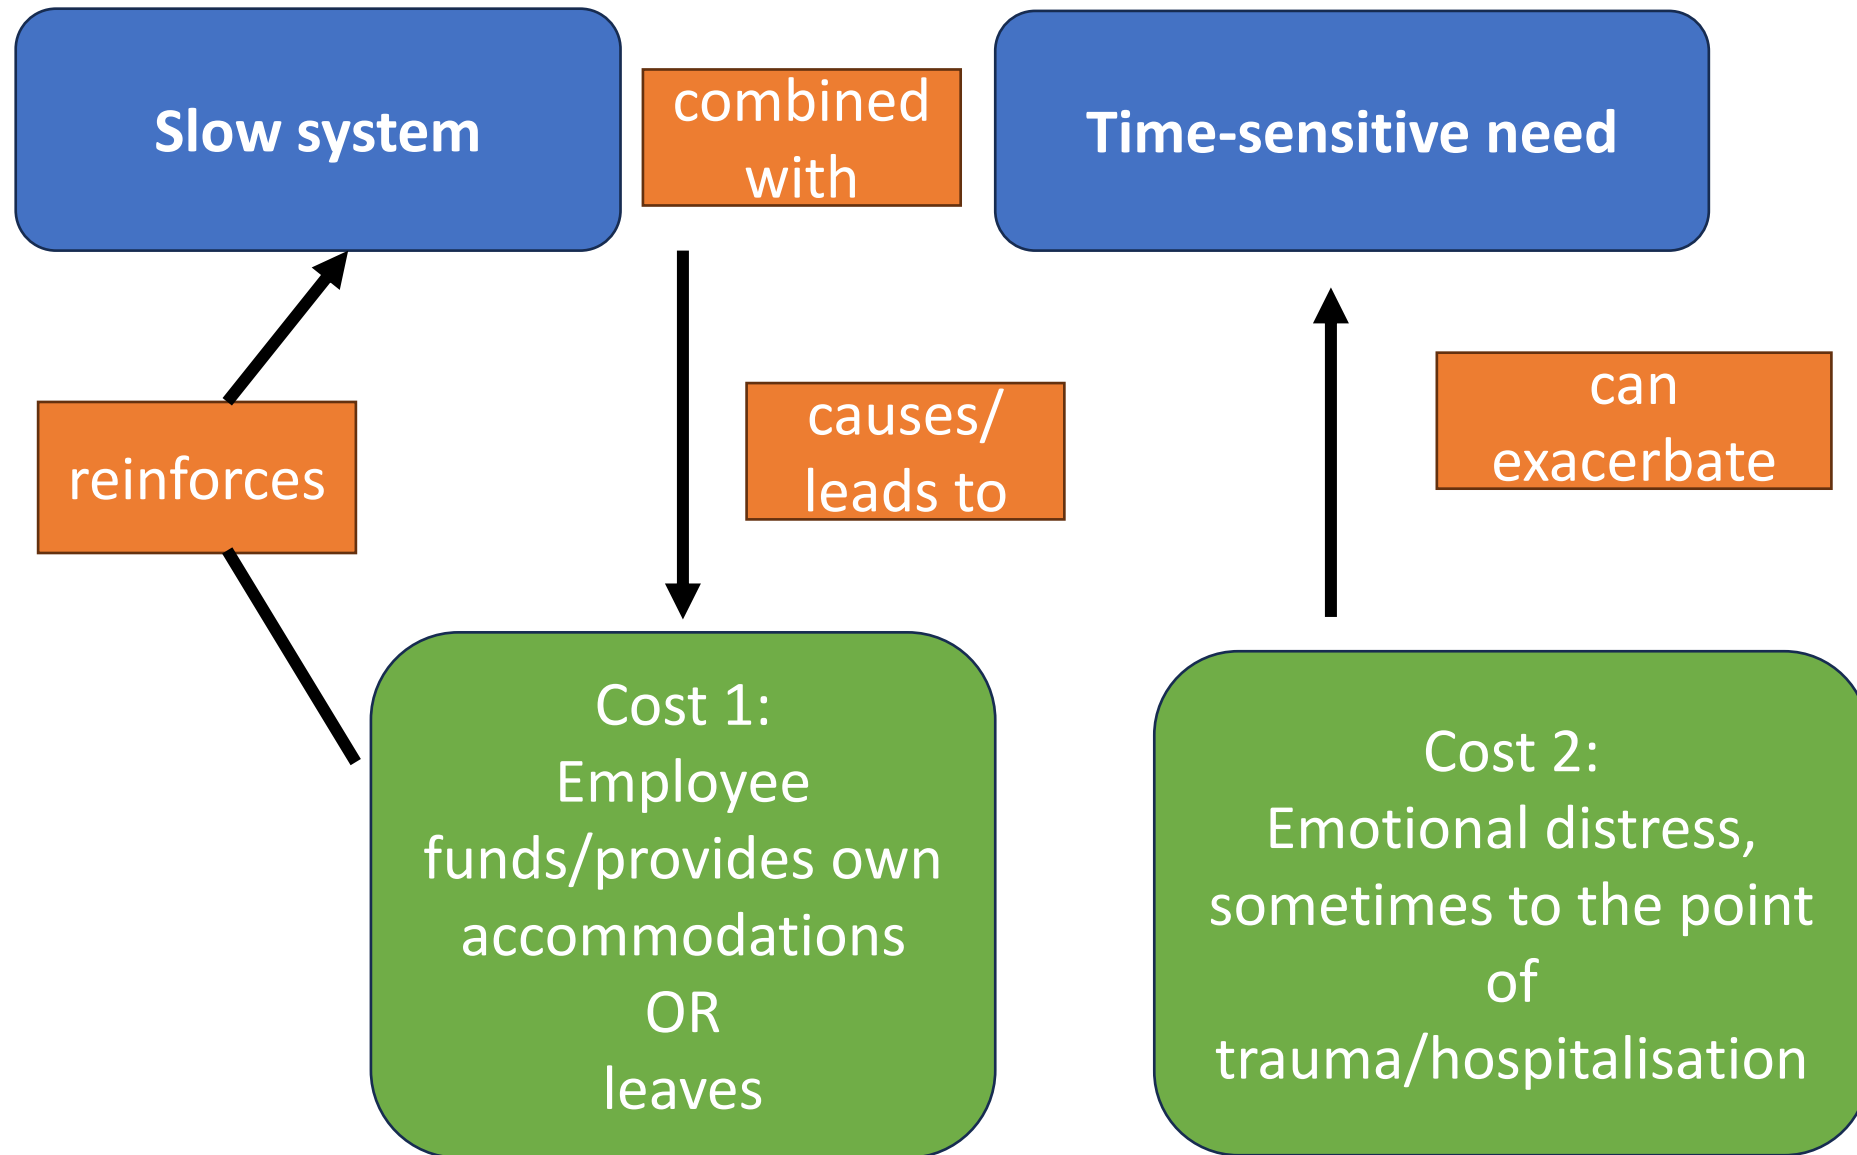 Slow system
combined
with
Time-sensitive need
reinforces
causes/
leads to
can
exacerbate
Cost 1:
Employee
funds/provides own
accommodations
OR
leaves
Cost 2:
Emotional distress,
sometimes to the point
of
trauma/hospitalisation